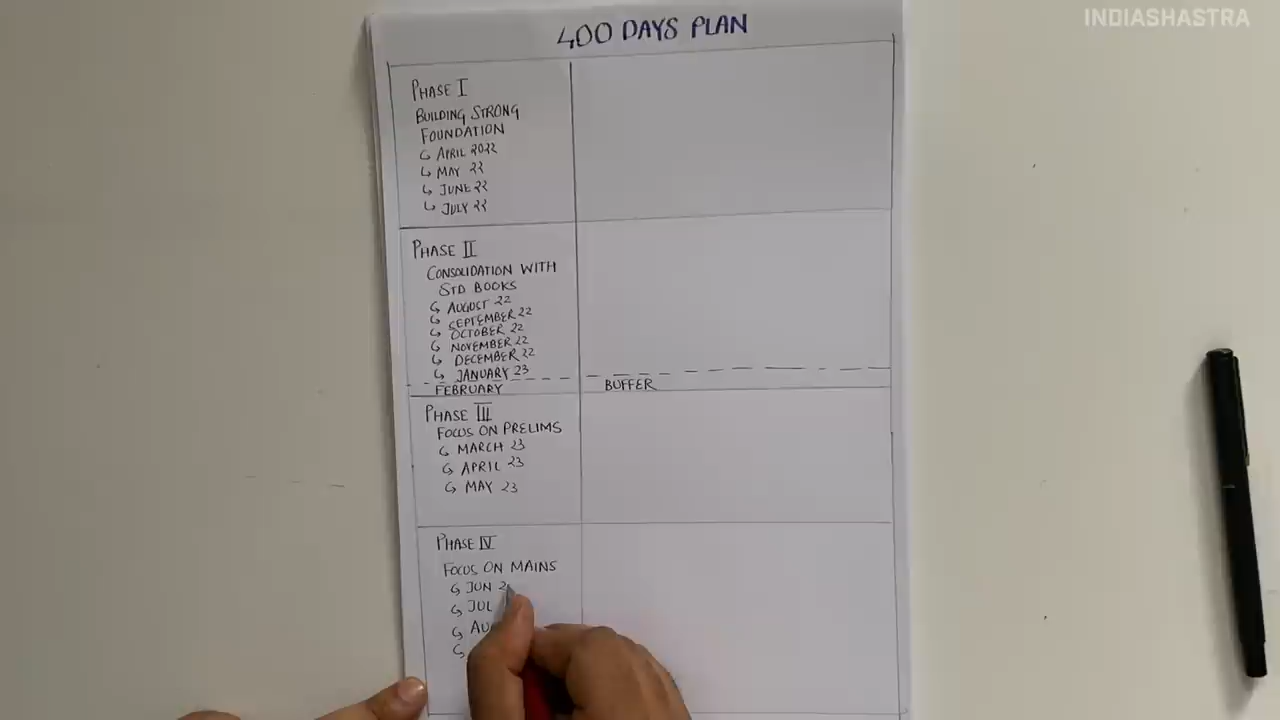 INDIASHASTRA
400 DAYS PLAN
PHASE I
BUILDING STRONG
FOUNDATION
↳ APRIL 2022
↳ MAY 22
↳ JUNE 22
↳ JULY 22
PHASE II
CONSOLIDATION WITH
STD BOOKS
↳ AUGUST 22
↳ SEPTEMBER 22
↳ OCTOBER 22
↳ NOVEMBER 22
↳ DECEMBER 22
↳ JANUARY 23
FEBRUARY
BUFFER
PHASE III
FOCUS ON PRELIMS
↳ MARCH 23
↳ APRIL 23
↳ MAY 23
PHASE IV
FOCUS ON MAINS
↳ JUN
↳ JUL